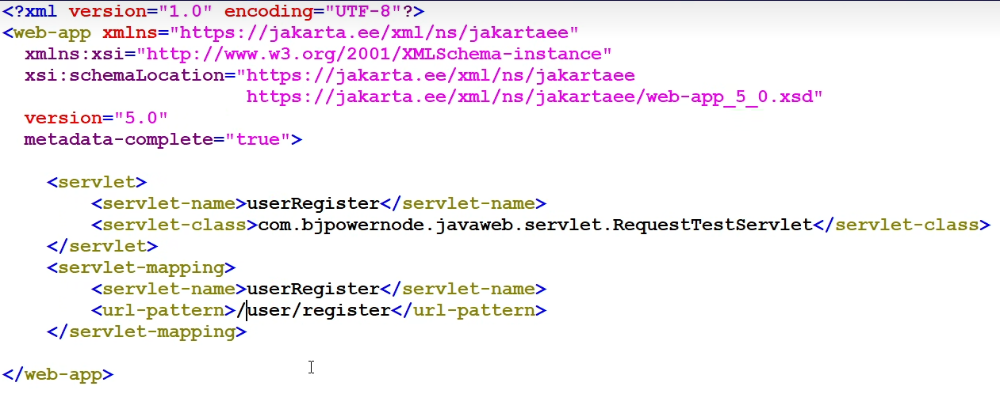 <?xml version="1.0" encoding="UTF-8"?>
<web-app xmlns="https://jakarta.ee/xml/ns/jakartaee"
  xmlns:xsi="http://www.w3.org/2001/XMLSchema-instance"
  xsi:schemaLocation="https://jakarta.ee/xml/ns/jakartaee
                      https://jakarta.ee/xml/ns/jakartaee/web-app_5_0.xsd"
  version="5.0"
  metadata-complete="true">
    <servlet>
        <servlet-name>userRegister</servlet-name>
        <servlet-class>com.bjpowernode.javaweb.servlet.RequestTestServlet</servlet-class>
    </servlet>
    <servlet-mapping>
        <servlet-name>userRegister</servlet-name>
        <url-pattern>/user/register</url-pattern>
    </servlet-mapping>
</web-app>